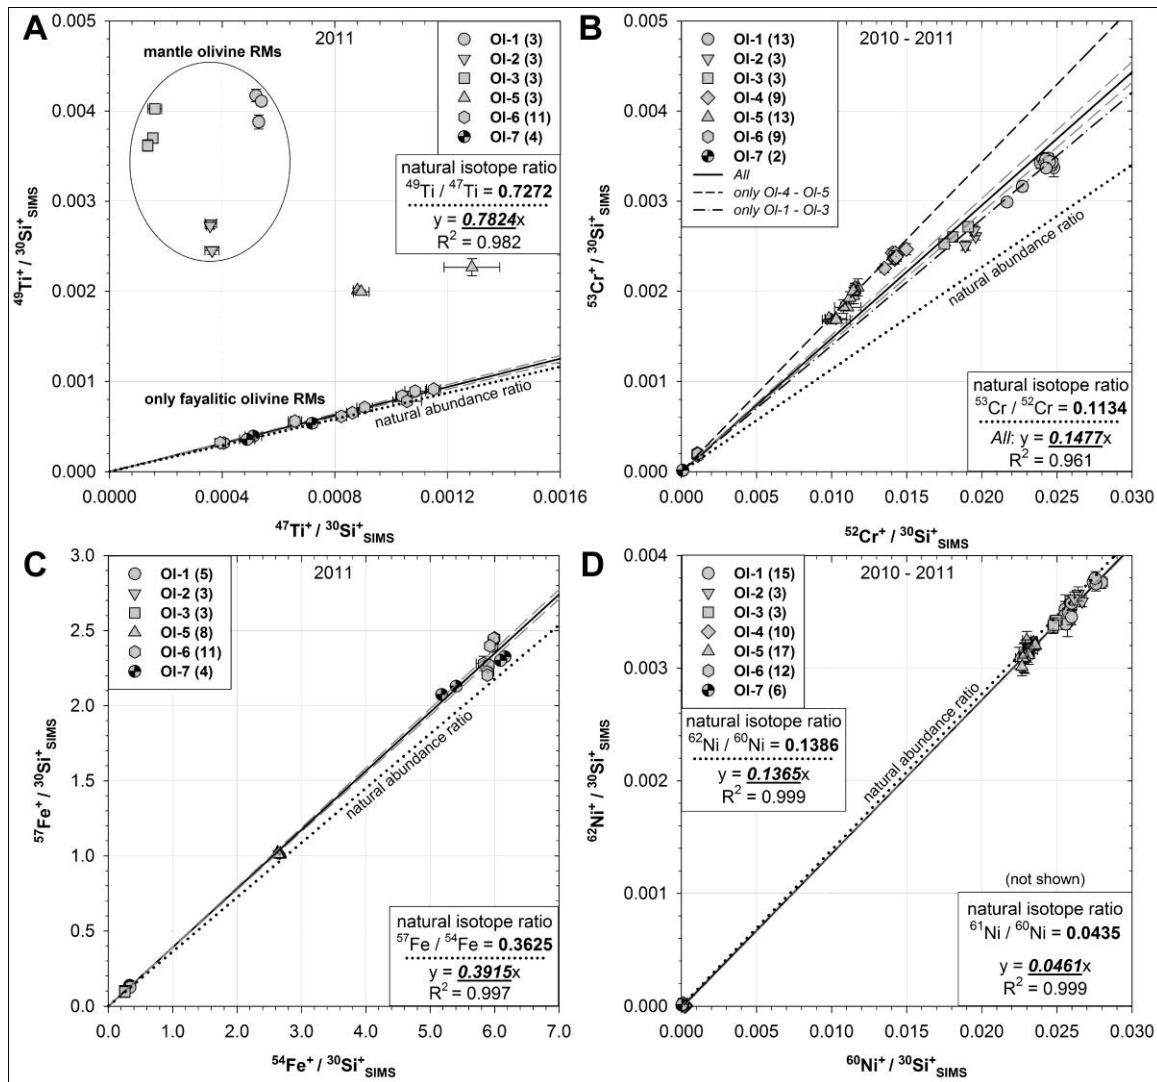 A
2011
mantle olivine RMs
Ol-1 (3)
Ol-2 (3)
Ol-3 (3)
Ol-5 (3)
Ol-6 (11)
Ol-7 (4)
natural isotope ratio
49Ti / 47Ti = 0.7272
y = 0.7824x
R2 = 0.982
only fayalitic olivine RMs
natural abundance ratio
0.005
0.004
0.003
0.002
0.001
0.000
49Ti+ / 30Si+SIMS
0.0000 0.0004 0.0008 0.0012 0.0016
47Ti+ / 30Si+SIMS
B
2010 - 2011
Ol-1 (13)
Ol-2 (3)
Ol-3 (3)
Ol-4 (9)
Ol-5 (13)
Ol-6 (9)
Ol-7 (2)
All
only Ol-4 - Ol-5
only Ol-1 - Ol-3
natural abundance ratio
natural isotope ratio
53Cr / 52Cr = 0.1134
All: y = 0.1477x
R2 = 0.961
0.005
0.004
0.003
0.002
0.001
0.000
53Cr+ / 30Si+SIMS
0.000 0.005 0.010 0.015 0.020 0.025 0.030
52Cr+ / 30Si+SIMS
C
2011
Ol-1 (5)
Ol-2 (3)
Ol-3 (3)
Ol-5 (8)
Ol-6 (11)
Ol-7 (4)
natural abundance ratio
natural isotope ratio
57Fe / 54Fe = 0.3625
y = 0.3915x
R2 = 0.997
3.0
2.5
2.0
1.5
1.0
0.5
0.0
57Fe+ / 30Si+SIMS
0.0 1.0 2.0 3.0 4.0 5.0 6.0 7.0
54Fe+ / 30Si+SIMS
D
2010 - 2011
Ol-1 (15)
Ol-2 (3)
Ol-3 (3)
Ol-4 (10)
Ol-5 (17)
Ol-6 (12)
Ol-7 (6)
natural isotope ratio
62Ni / 60Ni = 0.1386
y = 0.1365x
R2 = 0.999
natural abundance ratio
(not shown)
natural isotope ratio
61Ni / 60Ni = 0.0435
y = 0.0461x
R2 = 0.999
0.004
0.003
0.002
0.001
0.000
62Ni+ / 30Si+SIMS
0.000 0.005 0.010 0.015 0.020 0.025 0.030
60Ni+ / 30Si+SIMS